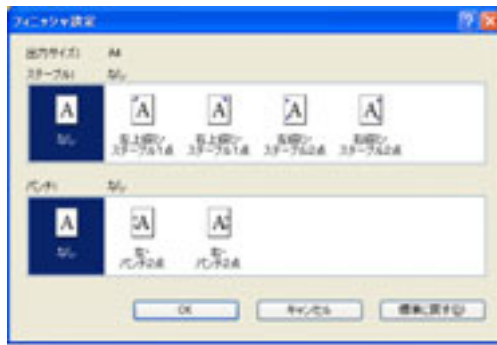 フィニッシャ設定
出力サイズ: A4
ステープル: なし
A A A A A
なし 左上綴じ・ステープル1点 右上綴じ・ステープル1点 左綴じ・ステープル2点 右綴じ・ステープル2点
パンチ: なし
A A A
なし 左・パンチ2点 右・パンチ2点
OK キャンセル 標準に戻す(D)